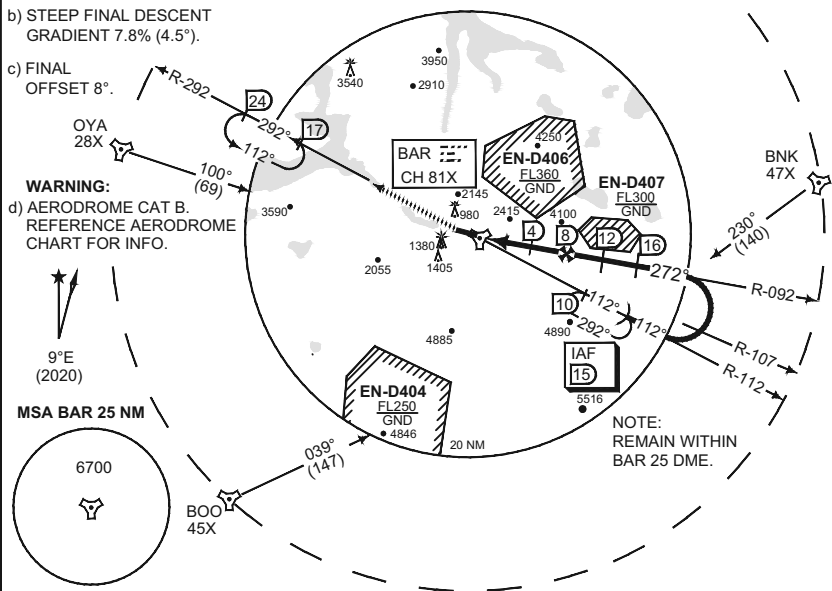 b) STEEP FINAL DESCENT
GRADIENT 7.8% (4.5°).
c) FINAL
OFFSET 8°.
R-292
24
292°
17
112°
OYA
28X
100°
(69)
WARNING:
d) AERODROME CAT B.
REFERENCE AERODROME
CHART FOR INFO.
9°E
(2020)
3540
3950
2910
BAR
CH 81X
4250
EN-D406
FL360
GND
EN-D407
FL300
GND
BNK
47X
230°
(140)
3590
2145
980
2415
4100
4
8
12
16
1380
1405
2055
272°
R-092
10
112°
292°
112°
4890
R-107
R-112
4885
IAF
15
5516
EN-D404
FL250
GND
4846
20 NM
NOTE:
REMAIN WITHIN
BAR 25 DME.
039°
(147)
BOO
45X
MSA BAR 25 NM
6700